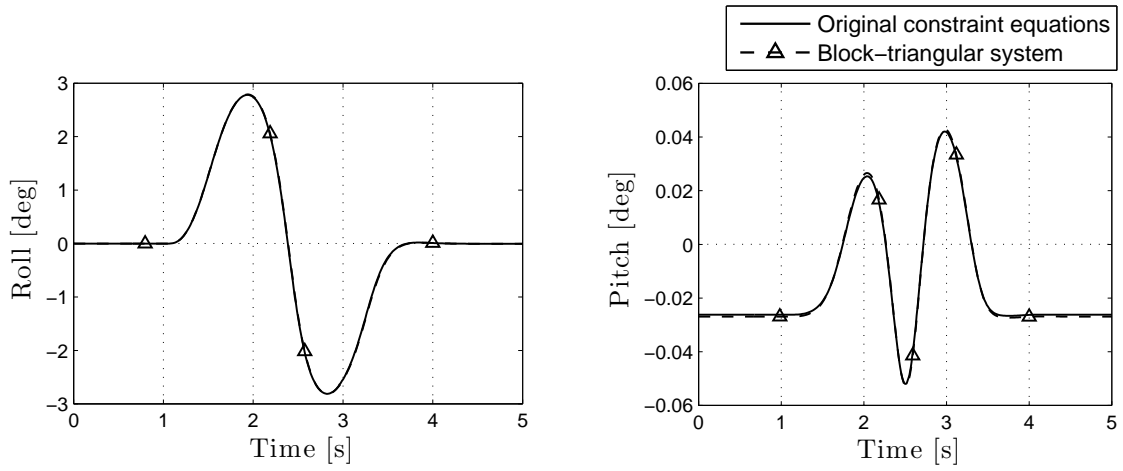 Original constraint equations
Block−triangular system
3
2
1
0
−1
−2
−3
Roll [deg]
0 1 2 3 4 5
Time [s]
0.06
0.04
0.02
0
−0.02
−0.04
−0.06
Pitch [deg]
0 1 2 3 4 5
Time [s]